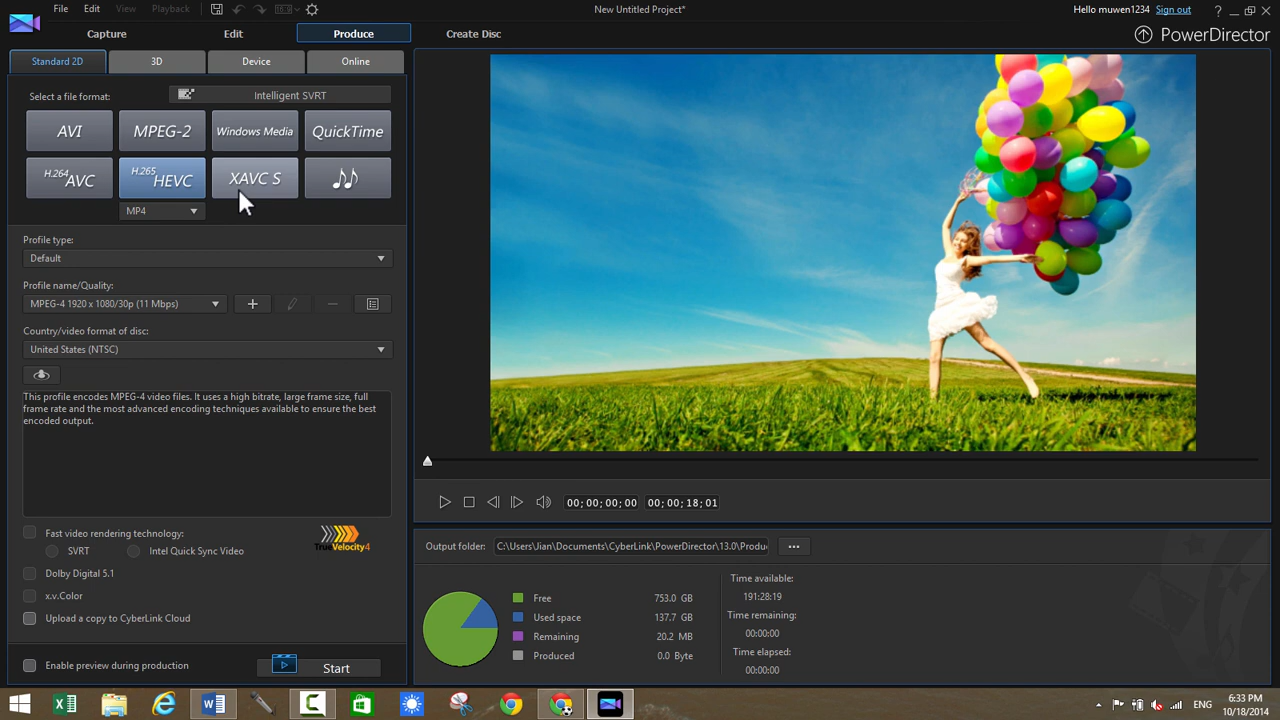 File Edit View Playback 16:9 New Untitled Project* Hello muwen1234 Sign out ?
Capture Edit Produce Create Disc PowerDirector
Standard 2D 3D Device Online
Select a file format: Intelligent SVRT
AVI MPEG-2 Windows Media QuickTime
H.264 AVC H.265 HEVC XAVC S
MP4
Profile type:
Default
Profile name/Quality:
MPEG-4 1920 x 1080/30p (11 Mbps)
Country/video format of disc:
United States (NTSC)
This profile encodes MPEG-4 video files. It uses a high bitrate, large frame size, full
frame rate and the most advanced encoding techniques available to ensure the best
encoded output.
Fast video rendering technology:
SVRT Intel Quick Sync Video
TrueVelocity4
Dolby Digital 5.1
x.v.Color
Upload a copy to CyberLink Cloud
Enable preview during production Start
00;00;00;00 00;00;18;01
Output folder: C:\Users\Jian\Documents\CyberLink\PowerDirector\13.0\Produ ...
Free 753.0 GB
Used space 137.7 GB
Remaining 20.2 MB
Produced 0.0 Byte
Time available:
191:28:19
Time remaining:
00:00:00
Time elapsed:
00:00:00
ENG
6:33 PM
10/18/2014